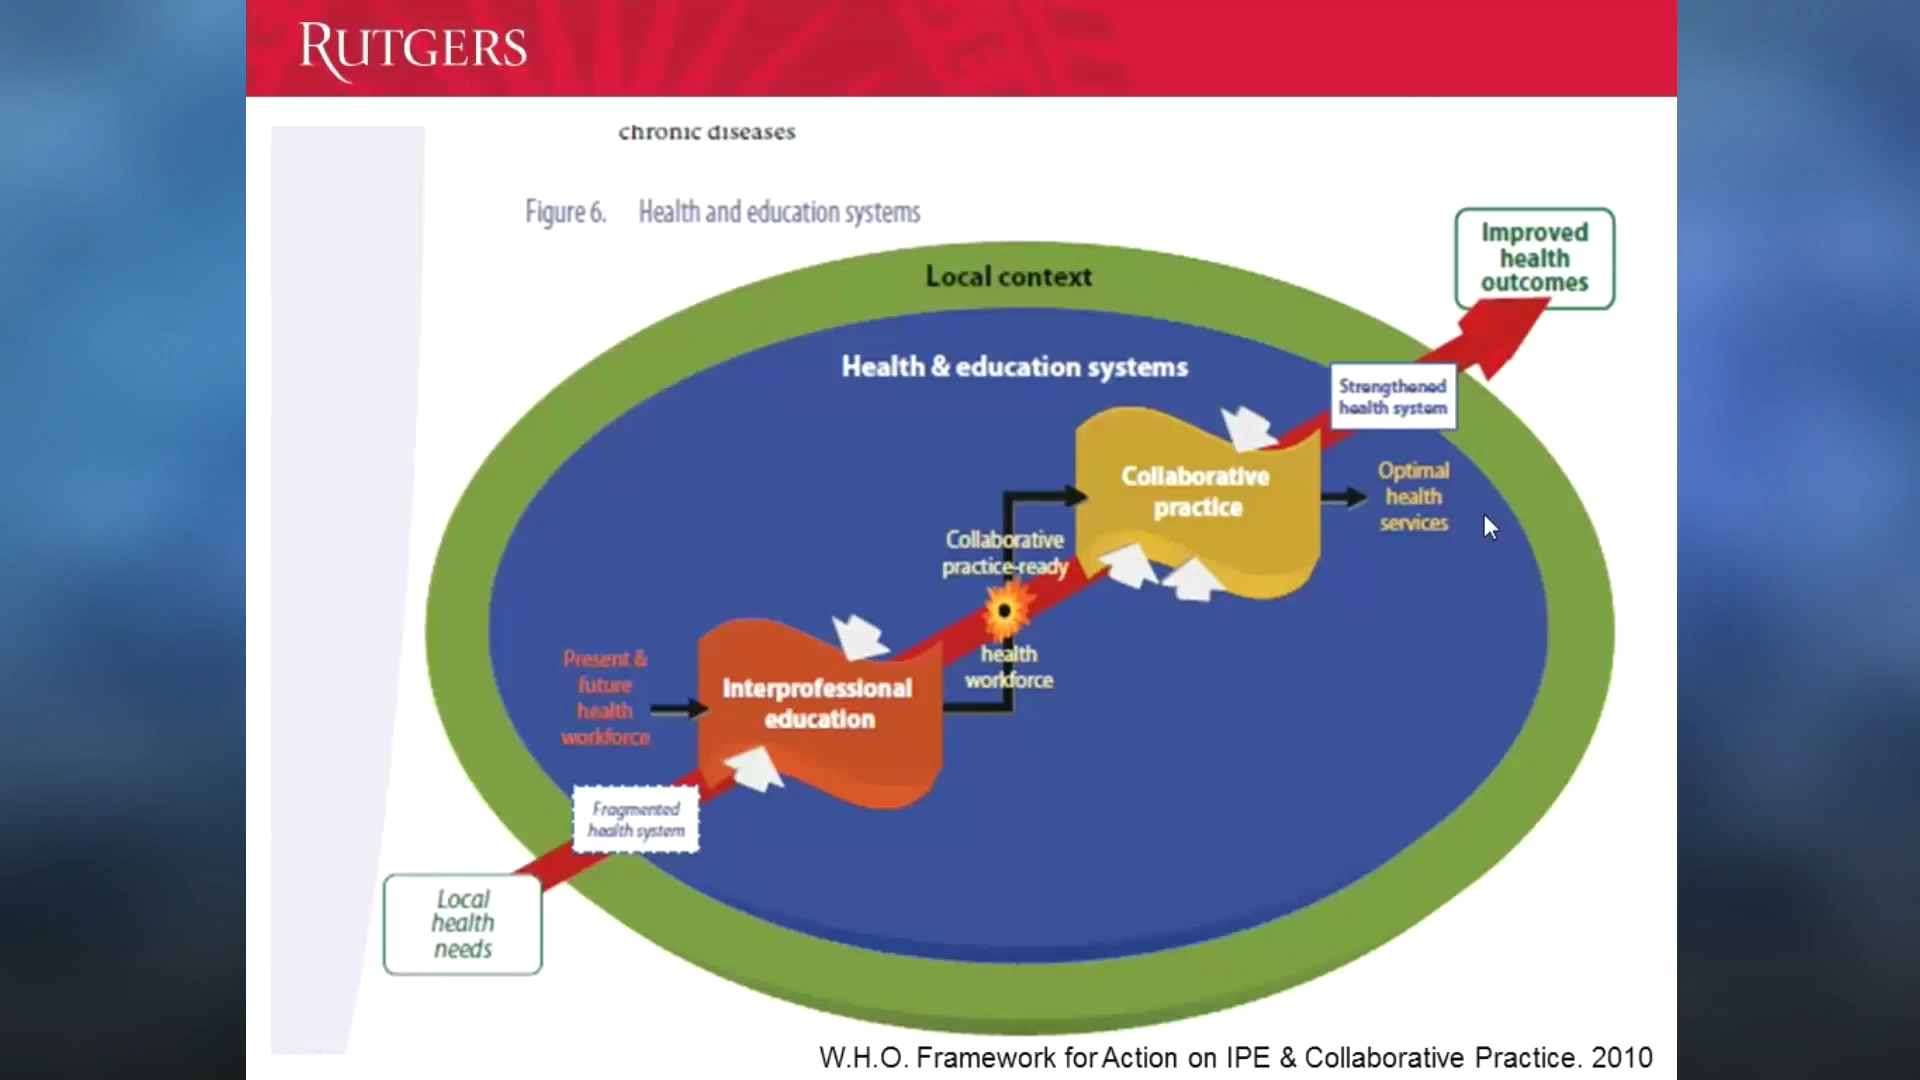 RUTGERS
chronic diseases
Figure 6. Health and education systems
Improved
health
outcomes
Local context
Health & education systems
Strengthened
health system
Collaborative
practice
Optimal
health
services
Collaborative
practice-ready
health
workforce
Present &
future
health
workforce
Interprofessional
education
Fragmented
health system
Local
health
needs
W.H.O. Framework for Action on IPE & Collaborative Practice. 2010